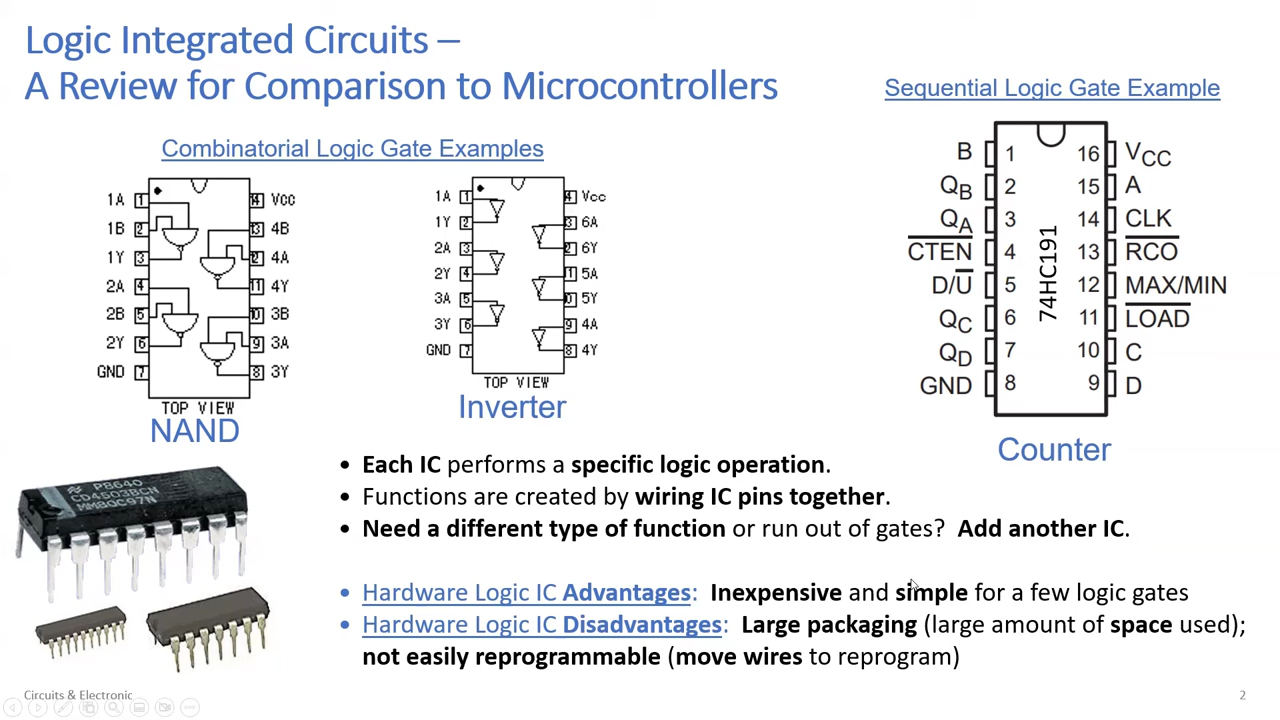 Logic Integrated Circuits –
A Review for Comparison to Microcontrollers
Sequential Logic Gate Example
Combinatorial Logic Gate Examples
1A 1
1B 2
1Y 3
2A 4
2B 5
2Y 6
GND 7
14 Vcc
13 4B
12 4A
11 4Y
10 3B
9 3A
8 3Y
TOP VIEW
NAND
1A 1
1Y 2
2A 3
2Y 4
3A 5
3Y 6
GND 7
4 Vcc
3 6A
2 6Y
1 5A
0 5Y
9 4A
8 4Y
TOP VIEW
Inverter
B 1 16 VCC
QB 2 15 A
QA 3 14 CLK
CTEN 4 13 RCO
D/U 5 12 MAX/MIN
QC 6 11 LOAD
QD 7 10 C
GND 8 9 D
74HC191
Counter
P8640
CD4503BCN
MM80C97N
• Each IC performs a specific logic operation.
• Functions are created by wiring IC pins together.
• Need a different type of function or run out of gates? Add another IC.
• Hardware Logic IC Advantages: Inexpensive and simple for a few logic gates
• Hardware Logic IC Disadvantages: Large packaging (large amount of space used);
not easily reprogrammable (move wires to reprogram)
Circuits & Electronic
2